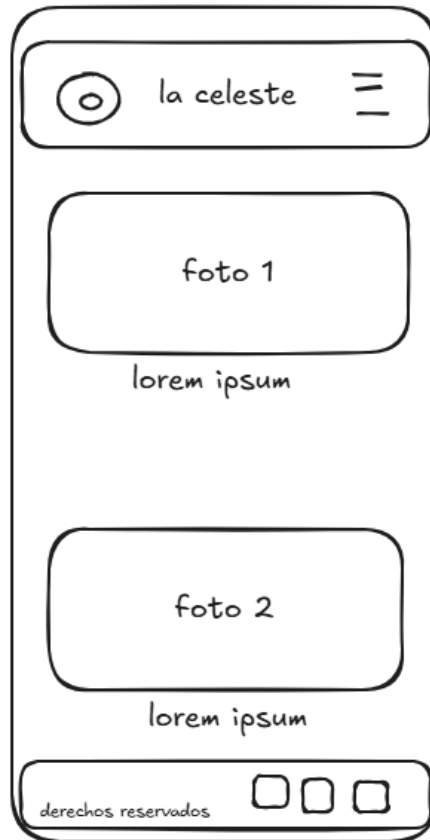 la celeste
foto 1
lorem ipsum
foto 2
lorem ipsum
derechos reservados